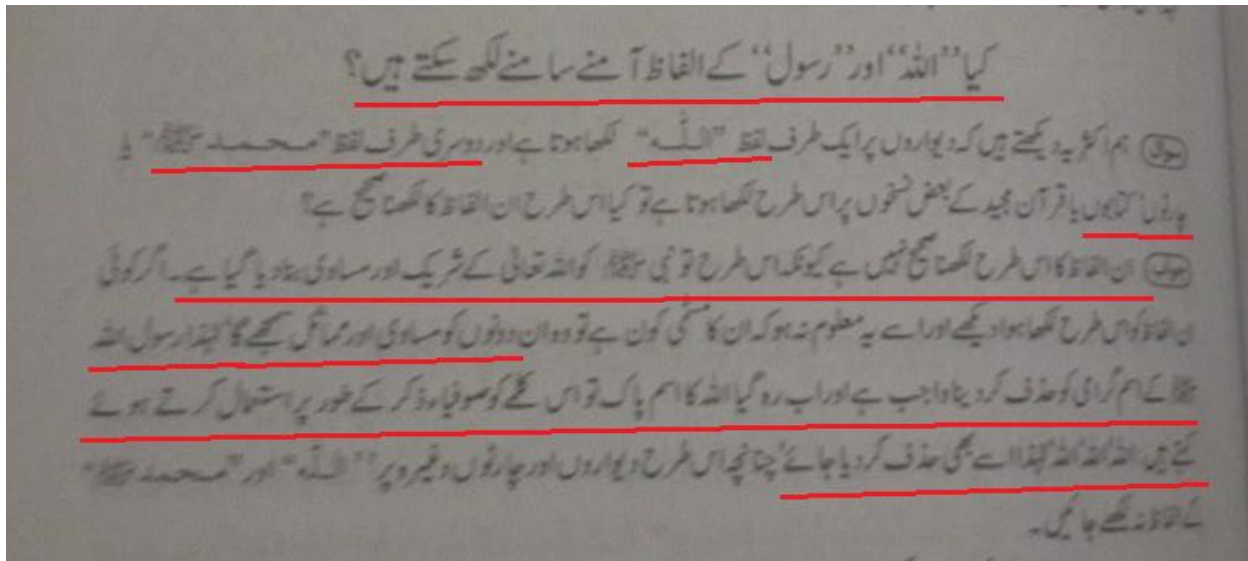 کیا ’’اللہ‘‘ اور ’’رسول‘‘ کے الفاظ آمنے سامنے لکھ سکتے ہیں؟
سوال ہم اکثر یہ دیکھتے ہیں کہ دیواروں پر ایک طرف لفظ ’’اللّٰہ‘‘ لکھا ہوتا ہے اور دوسری طرف لفظ ’’محمد ﷺ‘‘ یا
چارٹوں‘ کتابوں یا قرآن مجید کے بعض نسخوں پر اس طرح لکھا ہوتا ہے تو کیا اس طرح ان الفاظ کا لکھنا صحیح ہے؟
جواب ان الفاظ کا اس طرح لکھنا صحیح نہیں ہے کیونکہ اس طرح تو نبی ﷺ کو اللہ تعالیٰ کے شریک اور مساوی بنا دیا گیا ہے۔ اگر کوئی
ان الفاظ کو اس طرح لکھا ہوا دیکھے اور اسے یہ معلوم نہ ہو کہ ان کا مسمّٰی کون ہے تو وہ ان دونوں کو مساوی اور مماثل سمجھے گا‘ لہٰذا رسول اللہ
ﷺ کے اسم گرامی کو حذف کر دینا واجب ہے اور اب رہ گیا اللہ کا اسم پاک تو اس کلمے کو صوفیاء ذکر کے طور پر استعمال کرتے ہوئے
کہتے ہیں اللہ اللہ اللہ‘ لہٰذا اسے بھی حذف کر دیا جائے‘ چنانچہ اس طرح دیواروں اور چارٹوں وغیرہ پر ’’اللّٰہ‘‘ اور ’’محمد ﷺ‘‘
کے الفاظ نہ لکھے جائیں۔